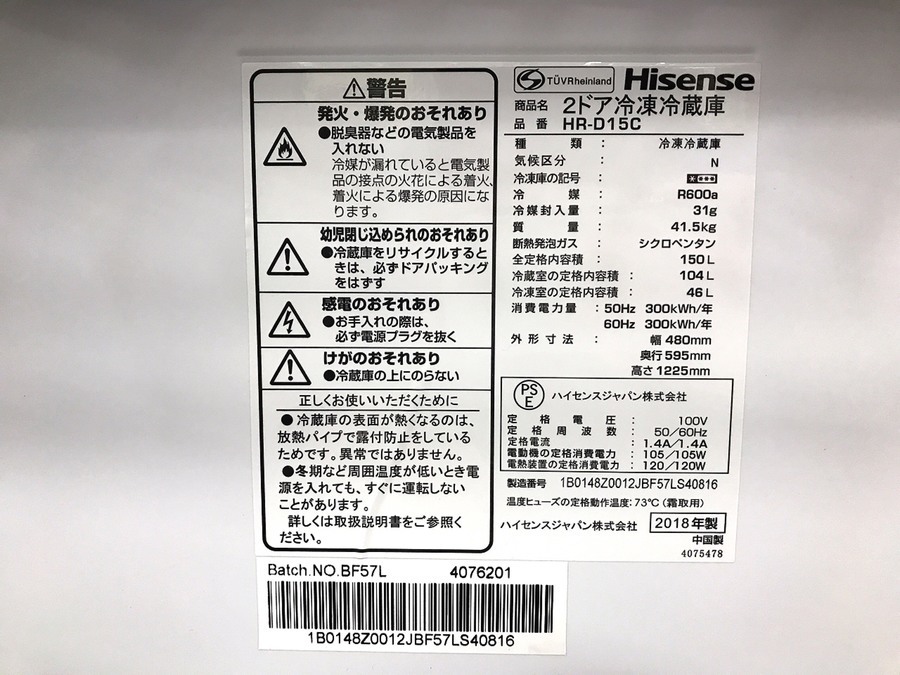 警告
発火・爆発のおそれあり
●脱臭器などの電気製品を
入れない
冷媒が漏れていると電気製
品の接点の火花による着火、
着火による爆発の原因にな
ります。
幼児閉じ込められのおそれあり
●冷蔵庫をリサイクルすると
きは、必ずドアパッキング
をはずす
感電のおそれあり
●お手入れの際は、
必ず電源プラグを抜く
けがのおそれあり
●冷蔵庫の上にのらない
正しくお使いいただくために
●冷蔵庫の表面が熱くなるのは、
放熱パイプで露付防止をしている
ためです。異常ではありません。
●冬期など周囲温度が低いとき電
源を入れても、すぐに運転しない
ことがあります。
詳しくは取扱説明書をご参照く
ださい。
TÜVRheinland Hisense
商品名 2ドア冷凍冷蔵庫
品番 HR-D15C
種類 : 冷凍冷蔵庫
気候区分 : N
冷凍庫の記号 :
冷媒 : R600a
冷媒封入量 : 31g
質量 : 41.5kg
断熱発泡ガス : シクロペンタン
全定格内容積 : 150L
冷蔵室の定格内容積 : 104L
冷凍室の定格内容積 : 46L
消費電力量 : 50Hz 300kWh/年
60Hz 300kWh/年
外形寸法 : 幅 480mm
奥行 595mm
高さ 1225mm
PS
E
ハイセンスジャパン株式会社
定格電圧 : 100V
定格周波数 : 50/60Hz
定格電流 : 1.4A/1.4A
電動機の定格消費電力 : 105/105W
電熱装置の定格消費電力 : 120/120W
製造番号 1B0148Z0012JBF57LS40816
温度ヒューズの定格動作温度:73℃(霜取用)
ハイセンスジャパン株式会社 2018年製
中国製
4075478
Batch.NO.BF57L 4076201
1B0148Z0012JBF57LS40816